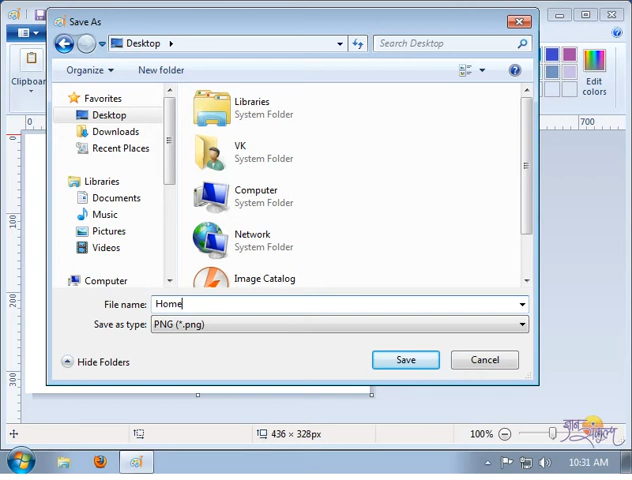 Save As
Desktop
Search Desktop
Organize
New folder
Clipboard
Edit
colors
Favorites
Desktop
Downloads
Recent Places
Libraries
Documents
Music
Pictures
Videos
Computer
Libraries
System Folder
VK
System Folder
Computer
System Folder
Network
System Folder
Image Catalog
File name: Home
Save as type: PNG (*.png)
Hide Folders
Save
Cancel
0
700
0
100
200
300
436 × 328px
100%
10:31 AM